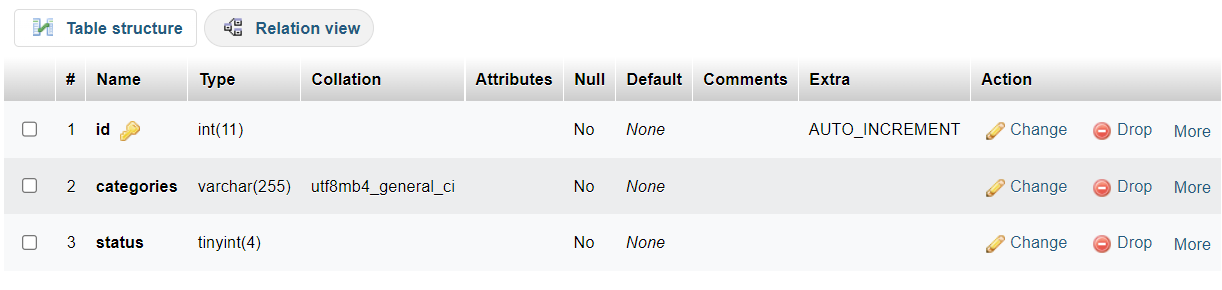 Table structure Relation view
# Name Type Collation Attributes Null Default Comments Extra Action
1 id int(11) No None AUTO_INCREMENT Change Drop More
2 categories varchar(255) utf8mb4_general_ci No None Change Drop More
3 status tinyint(4) No None Change Drop More